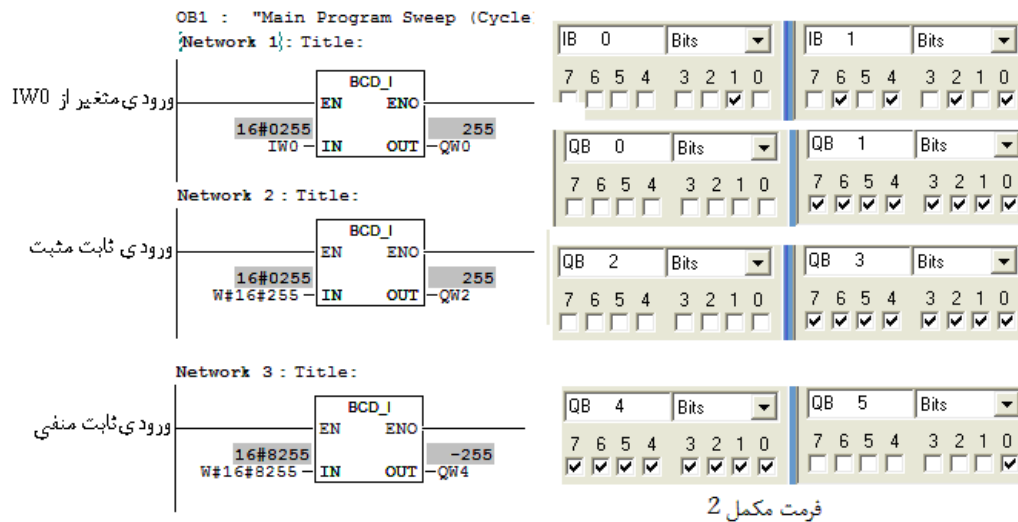 OB1 : "Main Program Sweep (Cycle
Network 1: Title:
ورودی متغیر از IW0
BCD_I
EN ENO
16#0255 255
IW0 IN OUT QW0
IB 0 Bits IB 1 Bits
7 6 5 4 3 2 1 0 7 6 5 4 3 2 1 0
QB 0 Bits QB 1 Bits
7 6 5 4 3 2 1 0 7 6 5 4 3 2 1 0
Network 2 : Title:
ورودی ثابت مثبت
BCD_I
EN ENO
16#0255 255
W#16#255 IN OUT QW2
QB 2 Bits QB 3 Bits
7 6 5 4 3 2 1 0 7 6 5 4 3 2 1 0
Network 3 : Title:
ورودی ثابت منفی
BCD_I
EN ENO
16#8255 -255
W#16#8255 IN OUT QW4
QB 4 Bits QB 5 Bits
7 6 5 4 3 2 1 0 7 6 5 4 3 2 1 0
فرمت مکمل 2